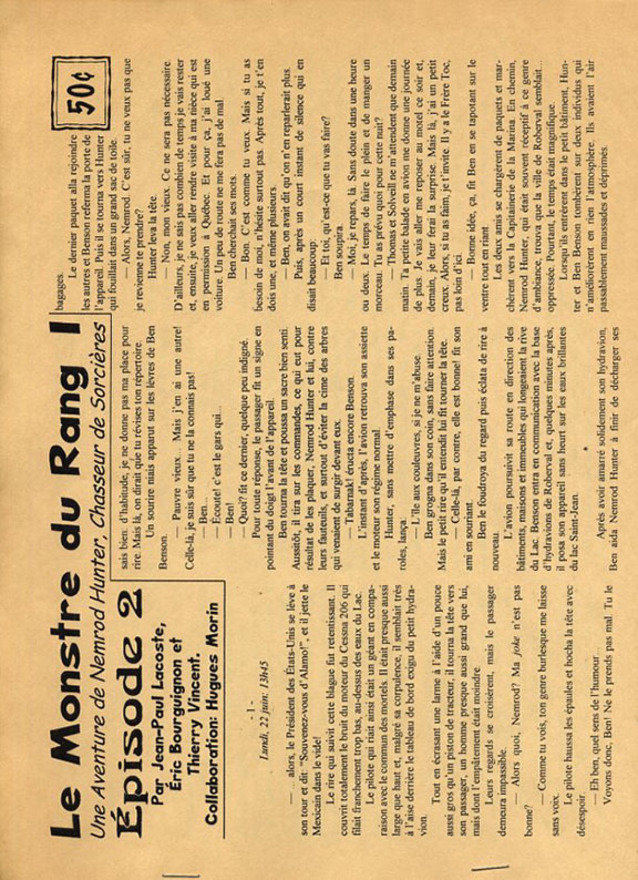 Le Monstre du Rang I
Une Aventure de Nemrod Hunter, Chasseur de Sorcières
50¢
Épisode 2
Par Jean-Paul Lacoste,
Éric Bourguignon et
Thierry Vincent.
Collaboration: Hugues Morin
- 1 -
Lundi, 22 juin, 13h45
— ... alors, le Président des États-Unis se lève à
son tour et dit: "Souvenez-vous d'Alamo!", et il jette le
Mexicain dans le vide!
Le rire qui suivit cette blague fut retentissant. Il
couvrit totalement le bruit du moteur du Cessna 206 qui
filait franchement trop bas, au-dessus des eaux du Lac.
Le pilote qui riait ainsi était un géant en compa-
raison avec le commun des mortels. Il était presque aussi
large que haut et, malgré sa corpulence, il semblait très
à l'aise derrière le tableau de bord exigu du petit hydra-
vion.
Tout en écrasant une larme à l'aide d'un pouce
aussi gros qu'un piston de tracteur, il tourna la tête vers
son passager, un homme presque aussi grand que lui,
mais dont l'empâtement était moindre.
Leurs regards se croisèrent, mais le passager
demeura impassible.
— Alors quoi, Nemrod? Ma joke n'est pas
bonne?
— Comme tu vois, ton genre burlesque me laisse
sans voix.
Le pilote haussa les épaules et hocha la tête avec
désespoir.
— Eh ben, quel sens de l'humour...
Voyons donc, Ben! Ne le prends pas mal. Tu le
sais bien d'habitude, je ne donne pas ma place pour
rire. Mais là, on dirait que tu révises ton répertoire.
Un sourire niais apparut sur les lèvres de Ben
Benson.
— Pauvre vieux... Mais j'en ai une autre!
Celle-là, je suis sûr que tu ne la connais pas!
— Ben...
— Écoute! c'est le gars qui...
— Ben!
— Quoi? fit ce dernier, quelque peu indigné.
Pour toute réponse, le passager fit un signe en
pointant du doigt l'avant de l'appareil.
Ben tourna la tête et poussa un sacre bien senti.
Aussitôt, il tira sur les commandes, ce qui eut pour
résultat de les plaquer, Nemrod Hunter et lui, contre
leurs fauteuils, et surtout d'éviter la cime des arbres
qui venaient surgir devant eux.
— Tabarnak! éructa encore Benson.
L'instant d'après, l'avion retrouva son assiette
et le moteur son régime normal.
Hunter, sans mettre d'emphase dans ses pa-
roles, lança:
— L'île aux couleuvres, si je ne m'abuse.
Ben grogna dans son coin, sans faire attention.
Mais le petit rire qu'il entendit lui fit tourner la tête.
— Celle-là, par contre, elle est bonne! fit son
ami en souriant.
Ben le foudroya du regard puis éclata de rire à
nouveau.
L'avion poursuivit sa route en direction des
bâtiments, maisons et immeubles qui longeaient la rive
du Lac. Benson entra en communication avec la base
d'hydravions de Roberval et, quelques minutes après,
il posa son appareil sans heurt sur les eaux brillantes
du lac Saint-Jean.
*
Après avoir amarré solidement son hydravion,
Ben aida Nemrod Hunter à finir de décharger ses
bagages.
Le dernier paquet alla rejoindre
les autres et Benson referma la porte de
l'appareil. Puis il se tourna vers Hunter
qui fouillait dans un grand sac de toile.
— Alors, Nemrod. C'est sûr, tu ne veux pas que
je revienne te prendre?
Hunter leva la tête.
— Non, mon vieux. Ce ne sera pas nécessaire.
D'ailleurs, je ne sais pas combien de temps je vais rester
et, ensuite, je veux aller rendre visite à ma nièce qui est
en permission à Québec. Et pour ça, j'ai loué une
voiture. Un peu de route ne me fera pas de mal.
Ben cherchait ses mots.
— Bon. C'est comme tu veux. Mais si tu as
besoin de moi, n'hésite surtout pas. Après tout, je t'en
dois une, et même plusieurs.
— Ben, on avait dit qu'on n'en reparlerait plus.
Puis, après un court instant de silence qui en
disait beaucoup:
— Et toi, qu'est-ce que tu vas faire?
Ben soupira.
— Moi, je repars, là. Sans doute dans une heure
ou deux. Le temps de faire le plein et de manger un
morceau. Tu as prévu quoi pour cette nuit?
— Thomas et Solveill ne m'attendent que demain
matin. Ta petite balade en avion me donne une journée
de plus. Je vais aller me reposer au motel ce soir et,
demain, je leur ferai la surprise. Mais là, j'ai un petit
creux. Alors, si tu as faim, je t'invite. Il y a le Frère Toc,
pas loin d'ici.
— Bonne idée, ça, fit Ben en se tapotant sur le
ventre tout en riant
Les deux amis se chargèrent de paquets et mar-
chèrent vers la Capitainerie de la Marina. En chemin,
Nemrod Hunter, qui était souvent réceptif à ce genre
d'ambiance, trouva que la ville de Roberval semblait...
oppressée. Pourtant, le temps était magnifique.
Lorsqu'ils entrèrent dans le petit bâtiment, Hun-
ter et Ben Benson tombèrent sur deux individus qui
n'améliorèrent en rien l'atmosphère. Ils avaient l'air
passablement maussades et déprimés.